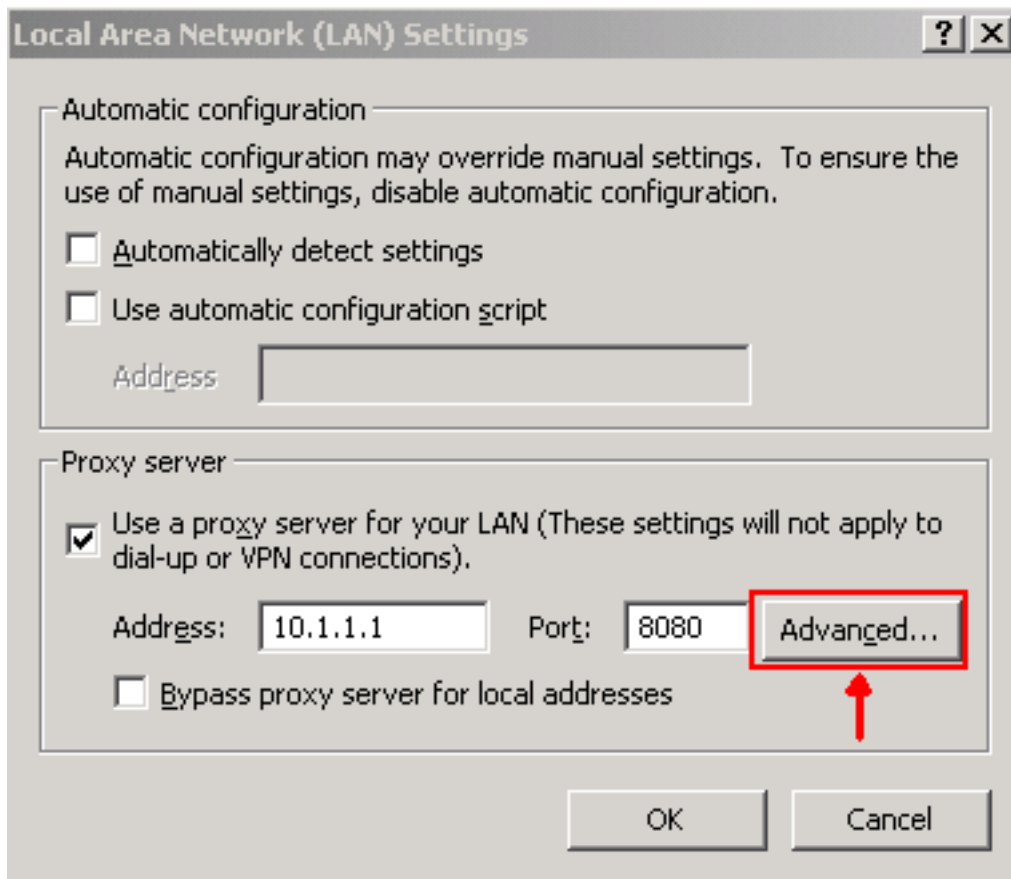 Local Area Network (LAN) Settings
Automatic configuration
Automatic configuration may override manual settings. To ensure the
use of manual settings, disable automatic configuration.
Automatically detect settings
Use automatic configuration script
Address
Proxy server
Use a proxy server for your LAN (These settings will not apply to
dial-up or VPN connections).
Address: 10.1.1.1 Port: 8080 Advanced...
Bypass proxy server for local addresses
OK Cancel